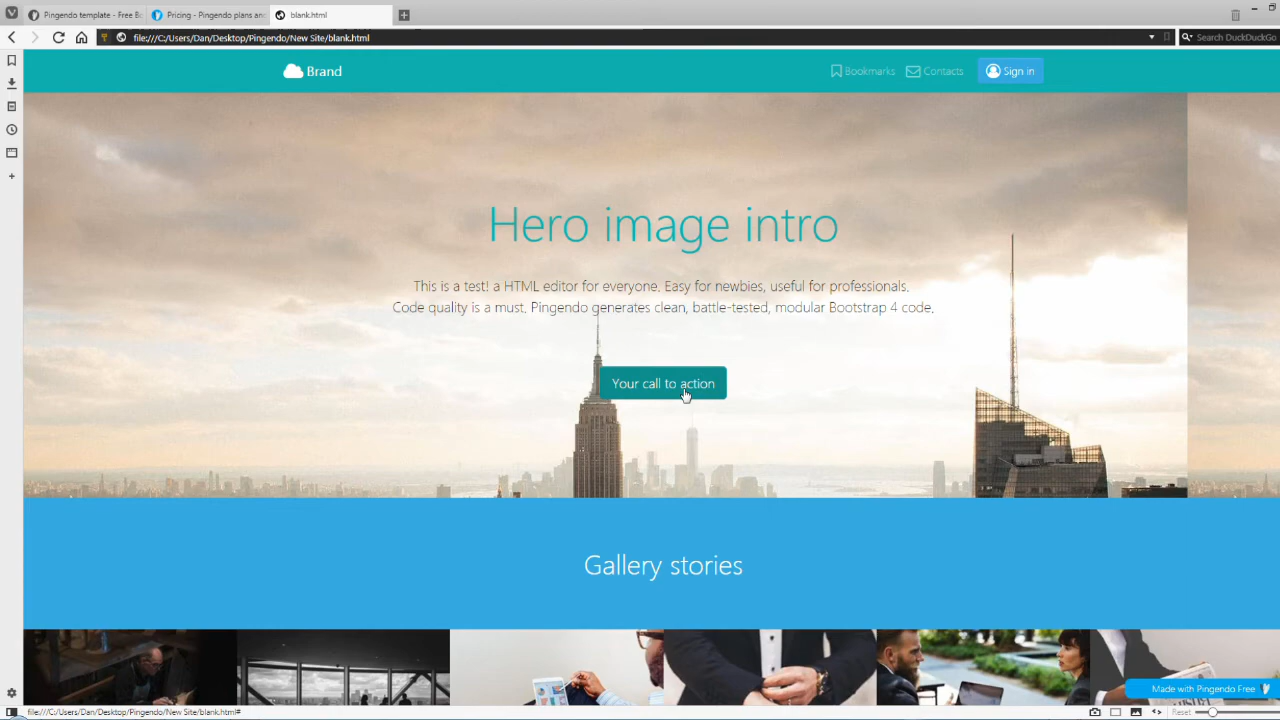 Pingendo template - Free Bo
Pricing - Pingendo plans an
blank.html
file:///C:/Users/Dan/Desktop/Pingendo/New Site/blank.html
Search DuckDuckGo
Brand
Bookmarks
Contacts
Sign in
Hero image intro
This is a test! a HTML editor for everyone. Easy for newbies, useful for professionals.
Code quality is a must. Pingendo generates clean, battle-tested, modular Bootstrap 4 code.
Your call to action
Gallery stories
Made with Pingendo Free
file:///C:/Users/Dan/Desktop/Pingendo/New Site/blank.html#
Reset